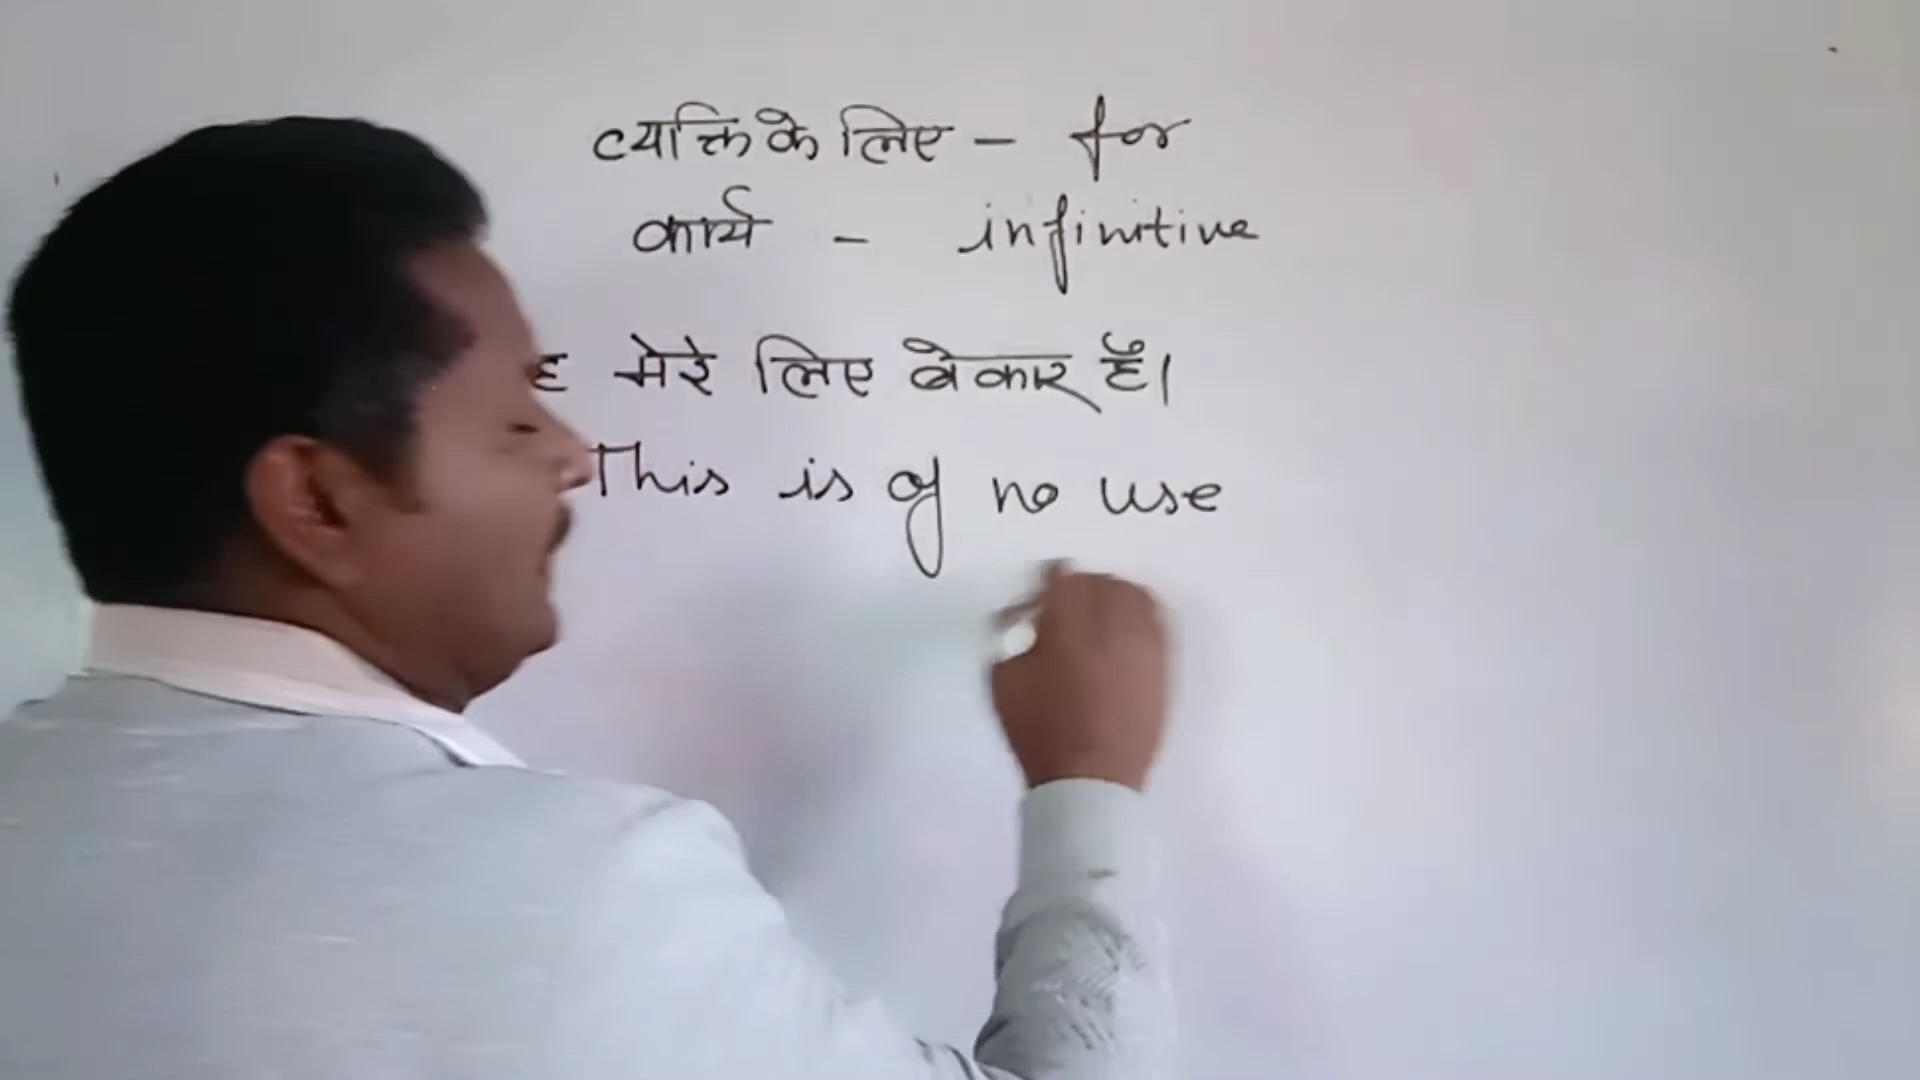 व्यक्ति के लिए - for
कार्य - infinitive
मेरे लिए बेकार है।
This is of no use